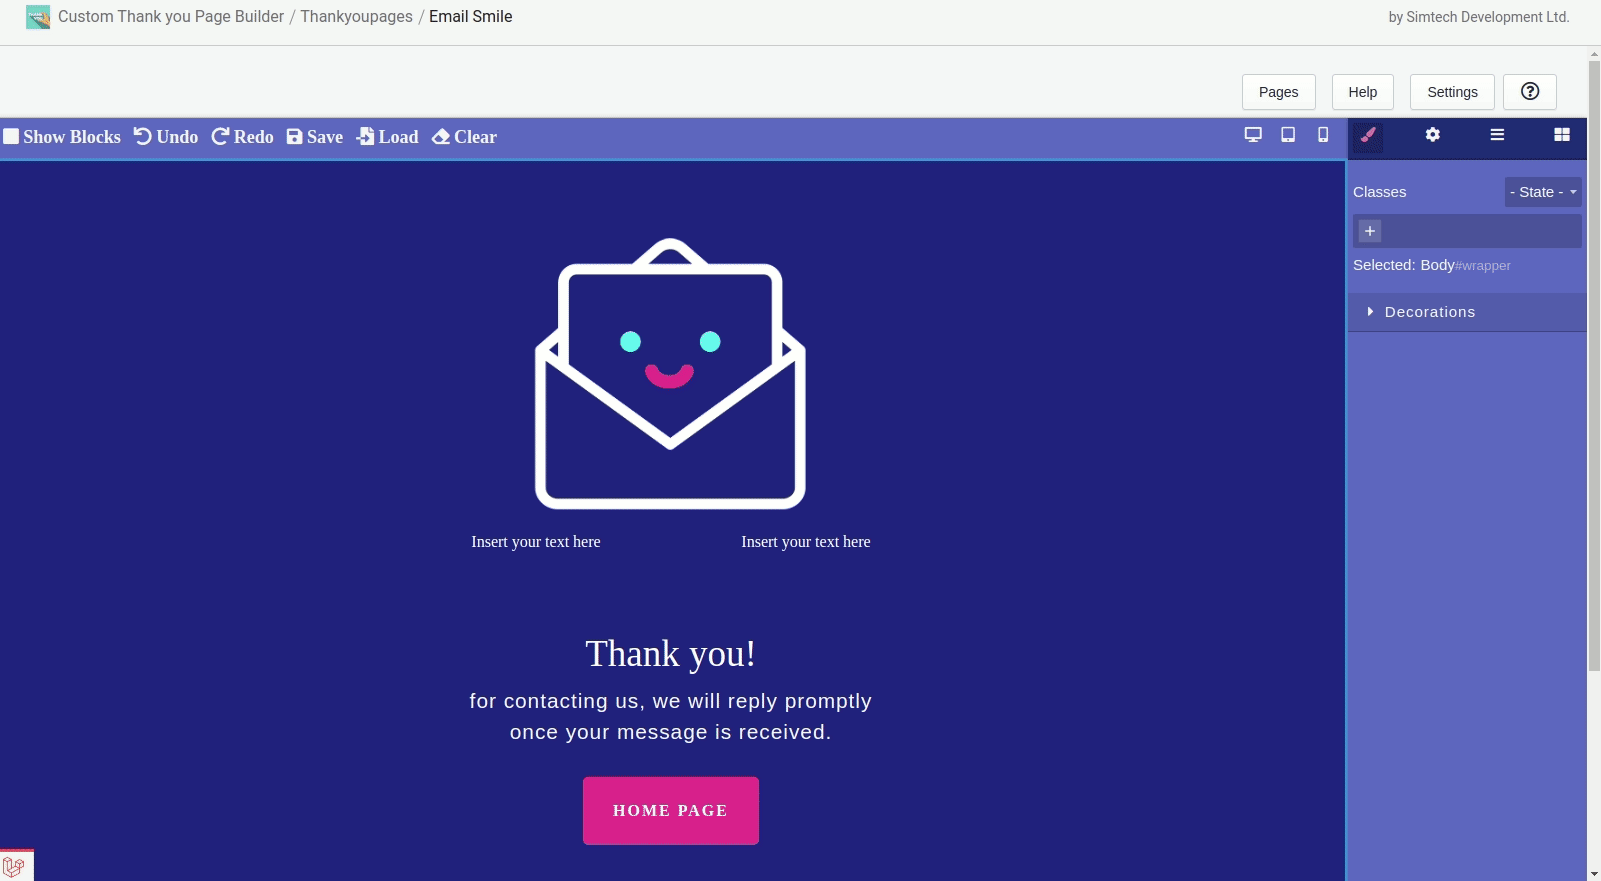 Custom Thank you Page Builder / Thankyoupages / Email Smile
by Simtech Development Ltd.
Pages
Help
Settings
Show Blocks
Undo
Redo
Save
Load
Clear
Classes
- State -
Selected: Body#wrapper
Decorations
Insert your text here
Insert your text here
Thank you!
for contacting us, we will reply promptly
once your message is received.
HOME PAGE